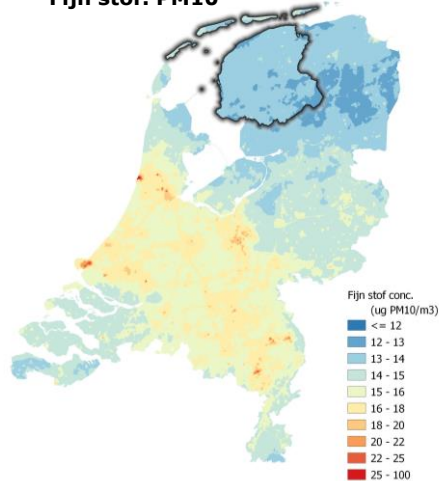 Fijn stof: PM10
Fijn stof conc.
(ug PM10/m3)
<= 12
12 - 13
13 - 14
14 - 15
15 - 16
16 - 18
18 - 20
20 - 22
22 - 25
25 - 100